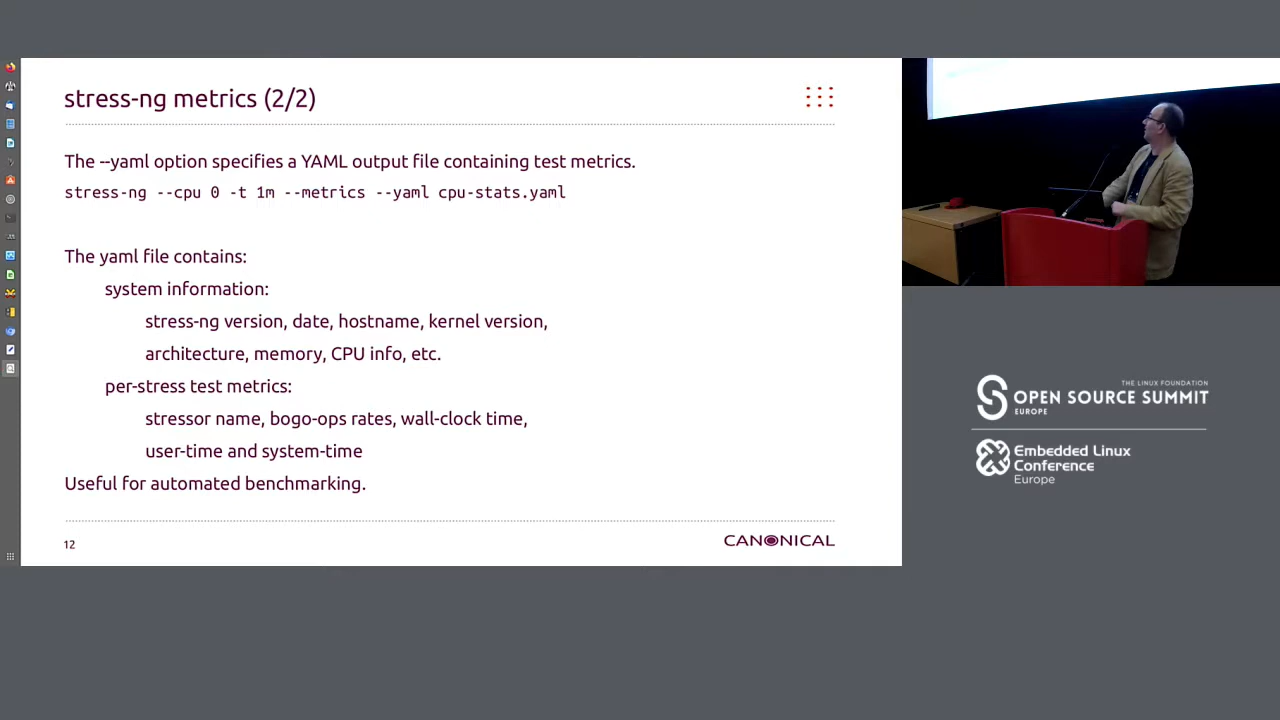 stress-ng metrics (2/2)
The --yaml option specifies a YAML output file containing test metrics.
stress-ng --cpu 0 -t 1m --metrics --yaml cpu-stats.yaml
The yaml file contains:
system information:
stress-ng version, date, hostname, kernel version,
architecture, memory, CPU info, etc.
per-stress test metrics:
stressor name, bogo-ops rates, wall-clock time,
user-time and system-time
Useful for automated benchmarking.
12
CANONICAL
THE LINUX FOUNDATION
OPEN SOURCE SUMMIT
EUROPE
Embedded Linux
Conference
Europe